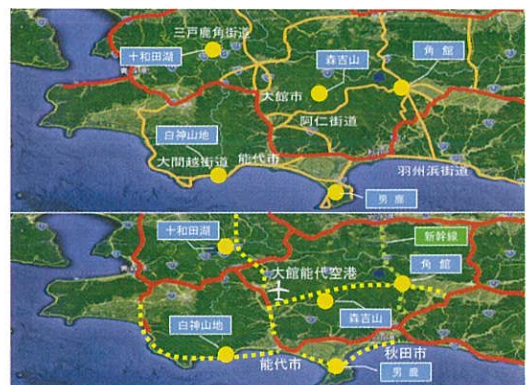 三戸鹿角街道
十和田湖
森吉山
角館
大館市
阿仁街道
白神山地
大間越街道
能代市
羽州浜街道
男鹿
十和田湖
新幹線
大館能代空港
角館
森吉山
白神山地
秋田市
能代市
男鹿